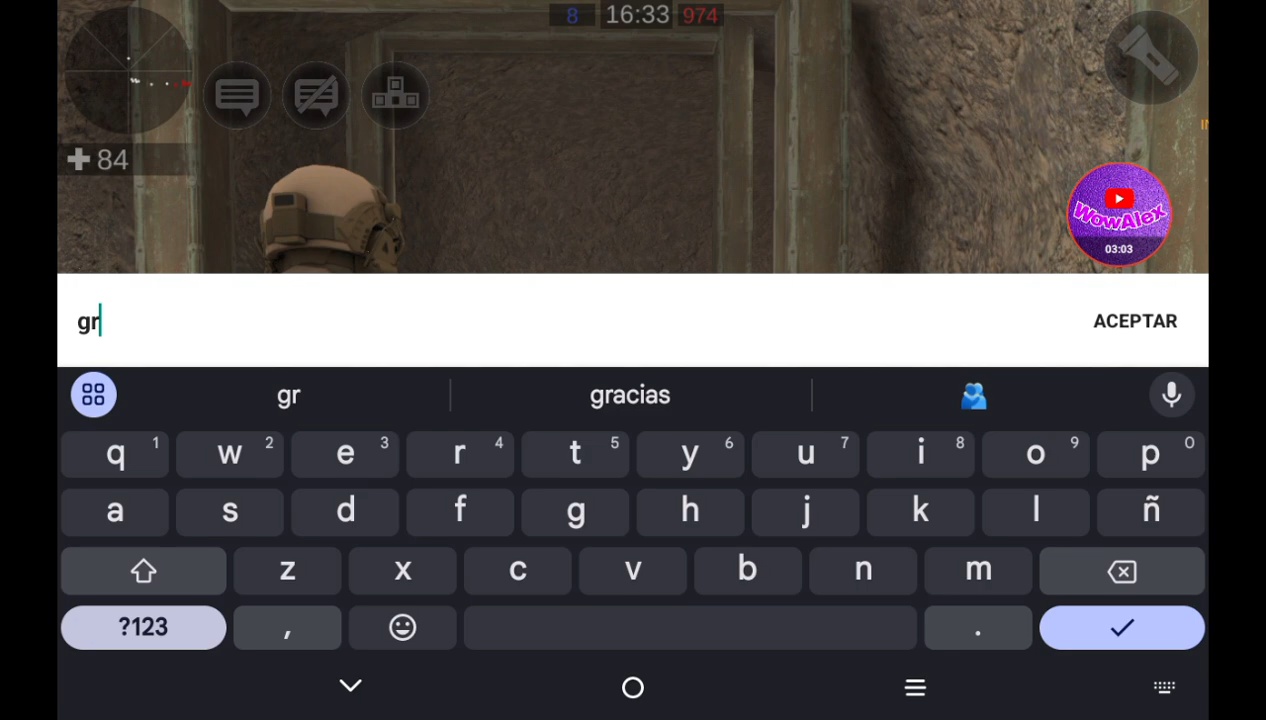 8 16:33 974
84
IN
WowAlex
03:03
gr
ACEPTAR
gr gracias
q 1 w 2 e 3 r 4 t 5 y 6 u 7 i 8 o 9 p 0
a s d f g h j k l ñ
z x c v b n m
?123 , .